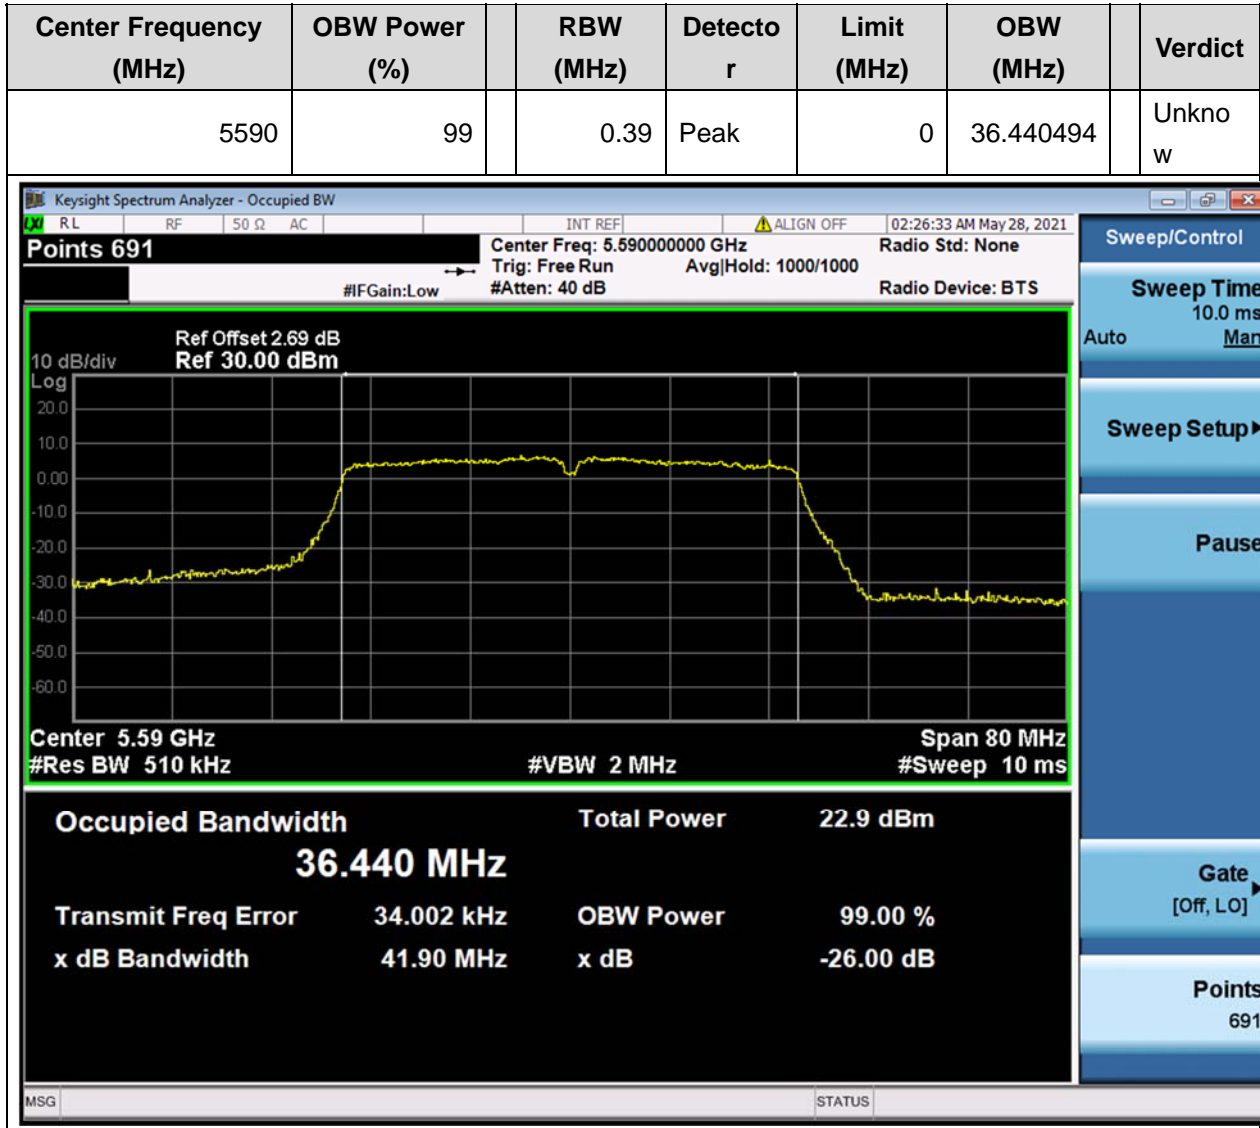 Center Frequency (MHz) OBW Power (%) RBW (MHz) Detecto r Limit (MHz) OBW (MHz) Verdict
5590 99 0.39 Peak 0 36.440494 Unkno w
Keysight Spectrum Analyzer - Occupied BW
LXI RL RF 50 Ω AC INT REF ALIGN OFF 02:26:33 AM May 28, 2021
Points 691
Center Freq: 5.590000000 GHz Radio Std: None
Trig: Free Run Avg|Hold: 1000/1000
#IFGain:Low #Atten: 40 dB Radio Device: BTS
Ref Offset 2.69 dB
10 dB/div Ref 30.00 dBm
Log
20.0
10.0
0.00
-10.0
-20.0
-30.0
-40.0
-50.0
-60.0
Center 5.59 GHz Span 80 MHz
#Res BW 510 kHz #VBW 2 MHz #Sweep 10 ms
Occupied Bandwidth Total Power 22.9 dBm
36.440 MHz
Transmit Freq Error 34.002 kHz OBW Power 99.00 %
x dB Bandwidth 41.90 MHz x dB -26.00 dB
Sweep/Control
Sweep Time
10.0 ms
Auto Man
Sweep Setup
Pause
Gate
[Off, LO]
Points
691
MSG STATUS